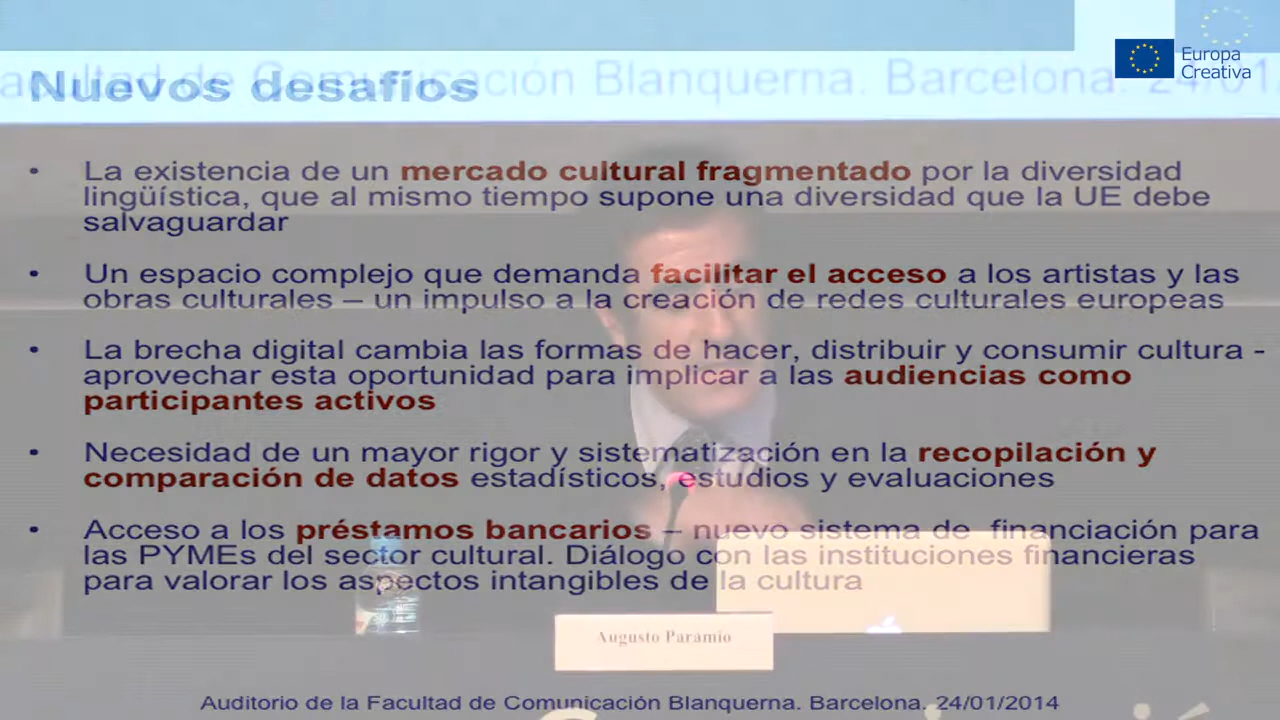 Europa
Creativa
Nuevos desafíos
Facultad de Comunicación Blanquerna. Barcelona. 24/01
• La existencia de un mercado cultural fragmentado por la diversidad
lingüística, que al mismo tiempo supone una diversidad que la UE debe
salvaguardar
• Un espacio complejo que demanda facilitar el acceso a los artistas y las
obras culturales – un impulso a la creación de redes culturales europeas
• La brecha digital cambia las formas de hacer, distribuir y consumir cultura -
aprovechar esta oportunidad para implicar a las audiencias como
participantes activos
• Necesidad de un mayor rigor y sistematización en la recopilación y
comparación de datos estadísticos, estudios y evaluaciones
• Acceso a los préstamos bancarios – nuevo sistema de financiación para
las PYMEs del sector cultural. Diálogo con las instituciones financieras
para valorar los aspectos intangibles de la cultura
Augusto Paramio
Auditorio de la Facultad de Comunicación Blanquerna. Barcelona. 24/01/2014